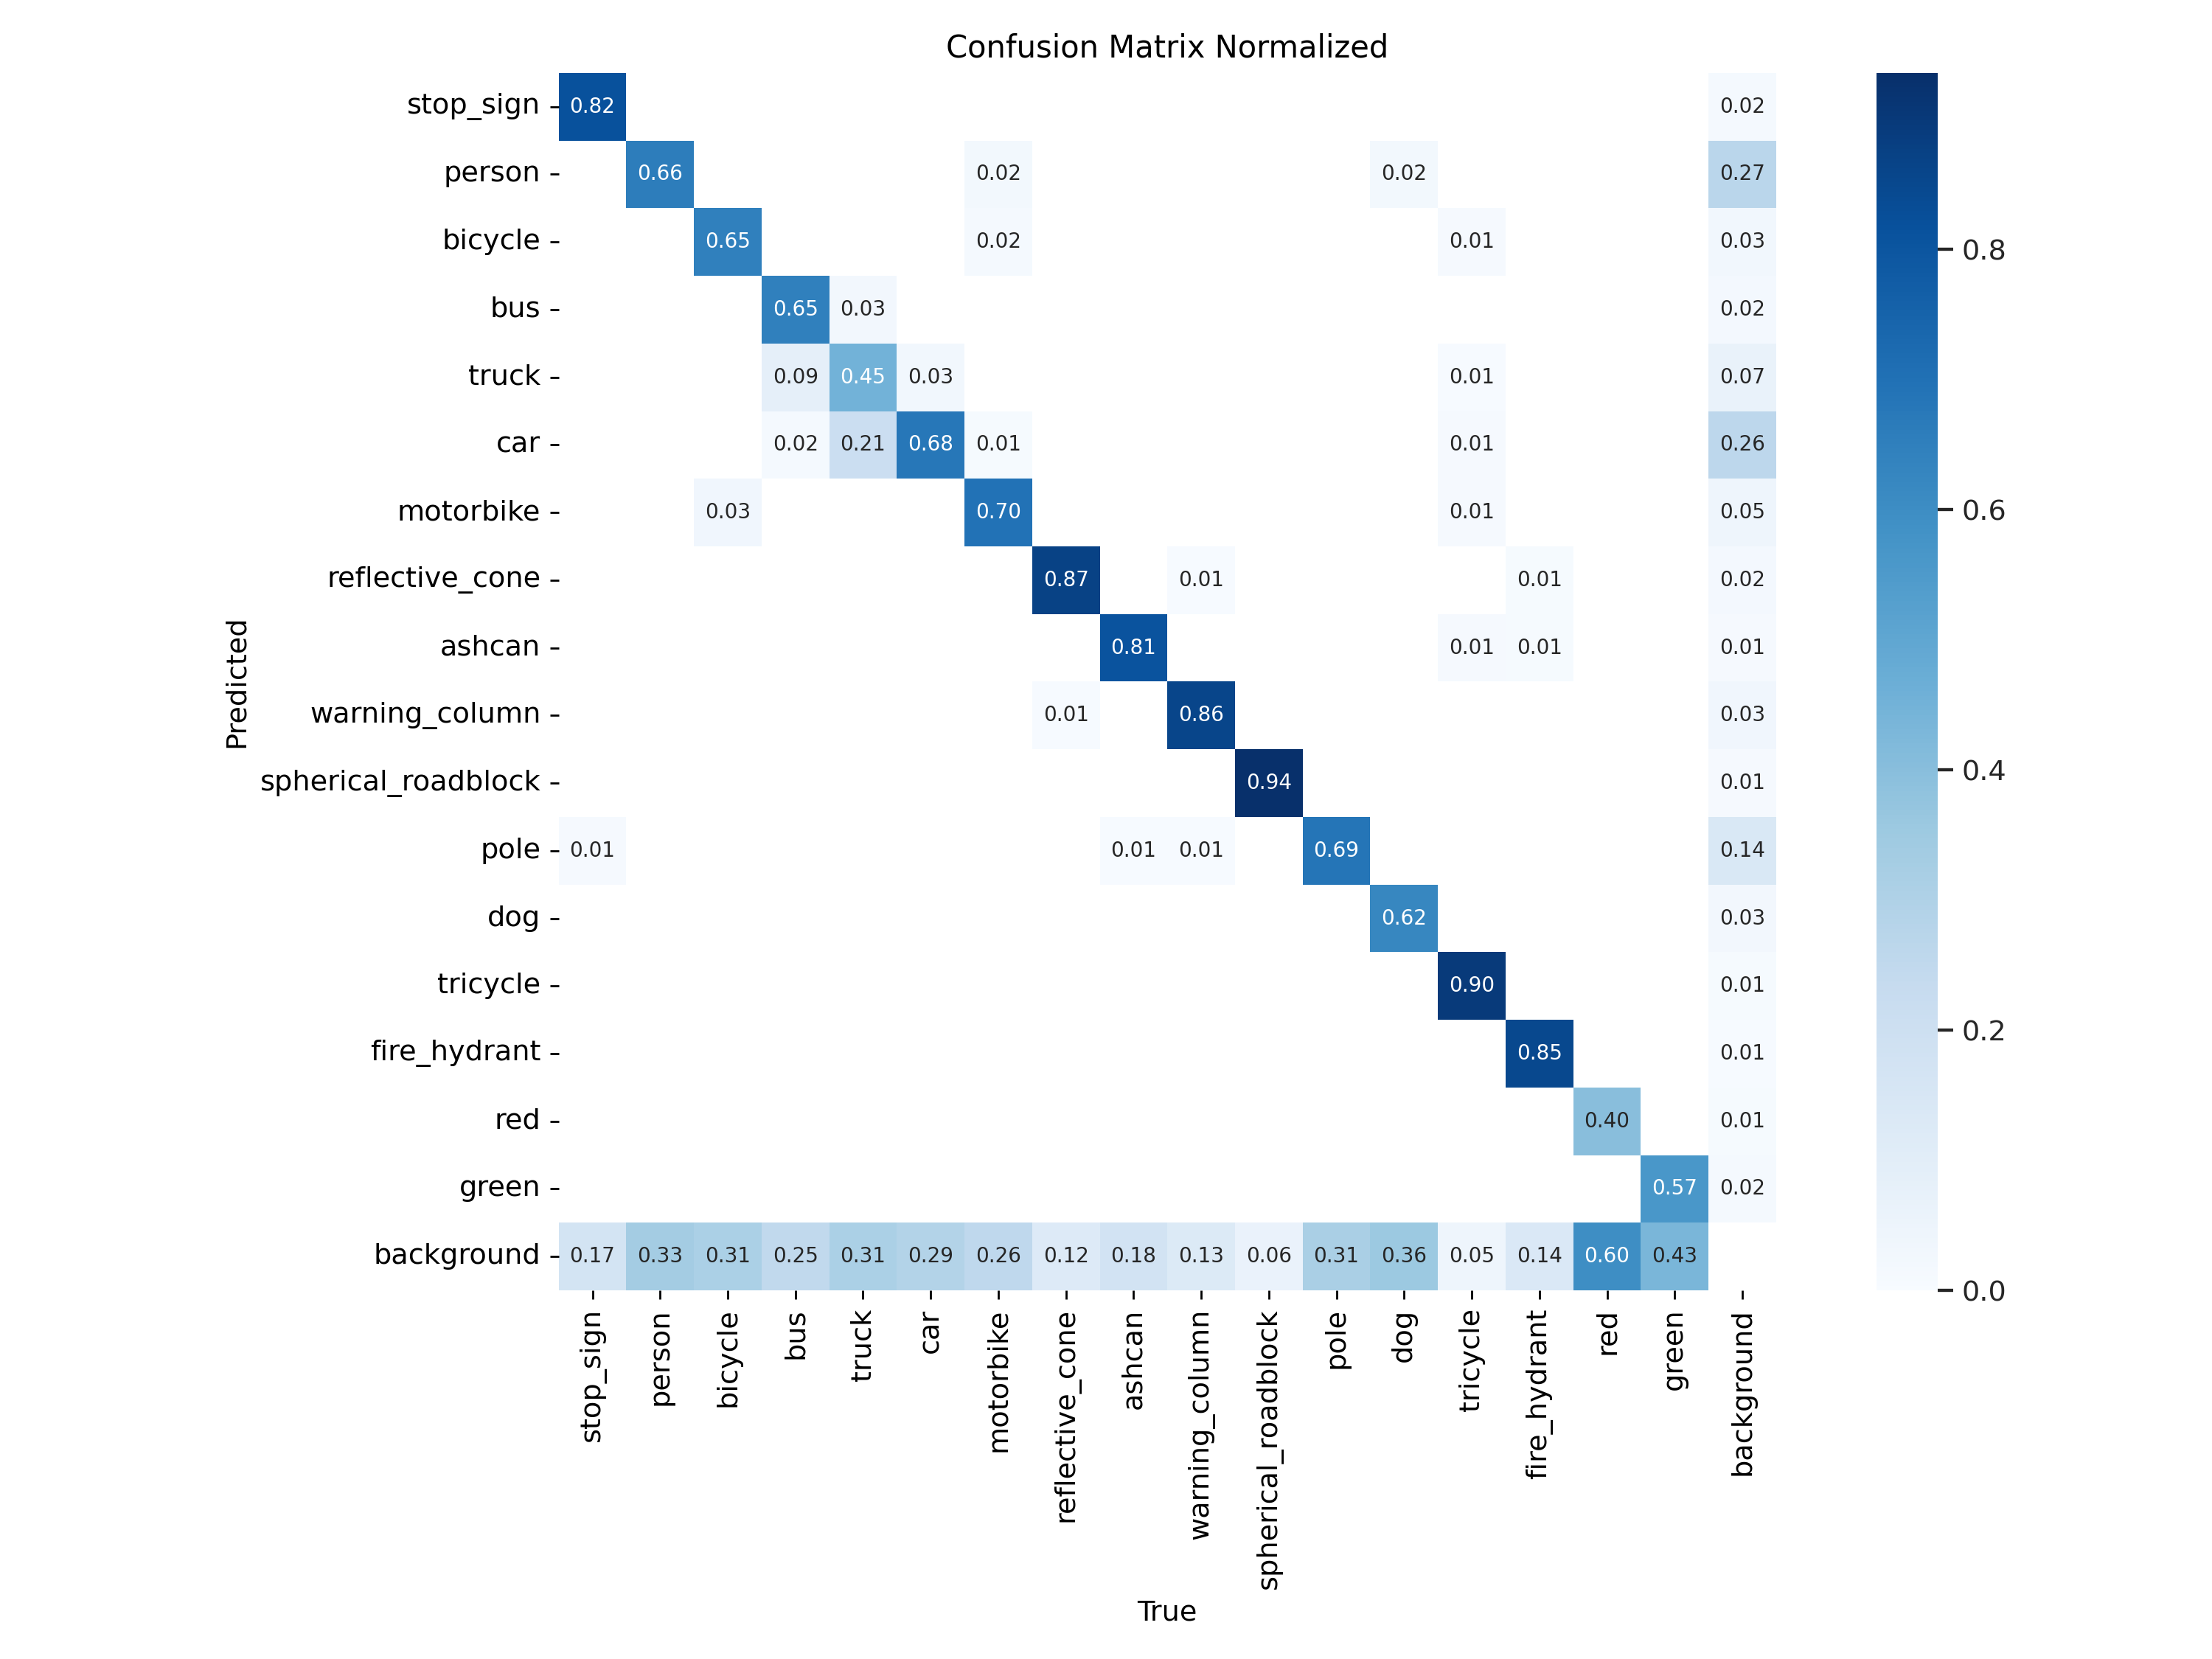 Confusion Matrix Normalized
stop_sign 0.82 0.02
person 0.66 0.02 0.02 0.27
bicycle 0.65 0.02 0.01 0.03 0.8
bus 0.65 0.03 0.02
truck 0.09 0.45 0.03 0.01 0.07
car 0.02 0.21 0.68 0.01 0.01 0.26
motorbike 0.03 0.70 0.01 0.05 0.6
reflective_cone 0.87 0.01 0.01 0.02
ashcan 0.81 0.01 0.01 0.01
Predicted
warning_column 0.01 0.86 0.03
spherical_roadblock 0.94 0.01 0.4
pole 0.01 0.01 0.01 0.69 0.14
dog 0.62 0.03
tricycle 0.90 0.01
fire_hydrant 0.85 0.01 0.2
red 0.40 0.01
green 0.57 0.02
background 0.17 0.33 0.31 0.25 0.31 0.29 0.26 0.12 0.18 0.13 0.06 0.31 0.36 0.05 0.14 0.60 0.43
0.0
stop_sign person bicycle bus truck car motorbike reflective_cone ashcan warning_column spherical_roadblock pole dog tricycle fire_hydrant red green background
True